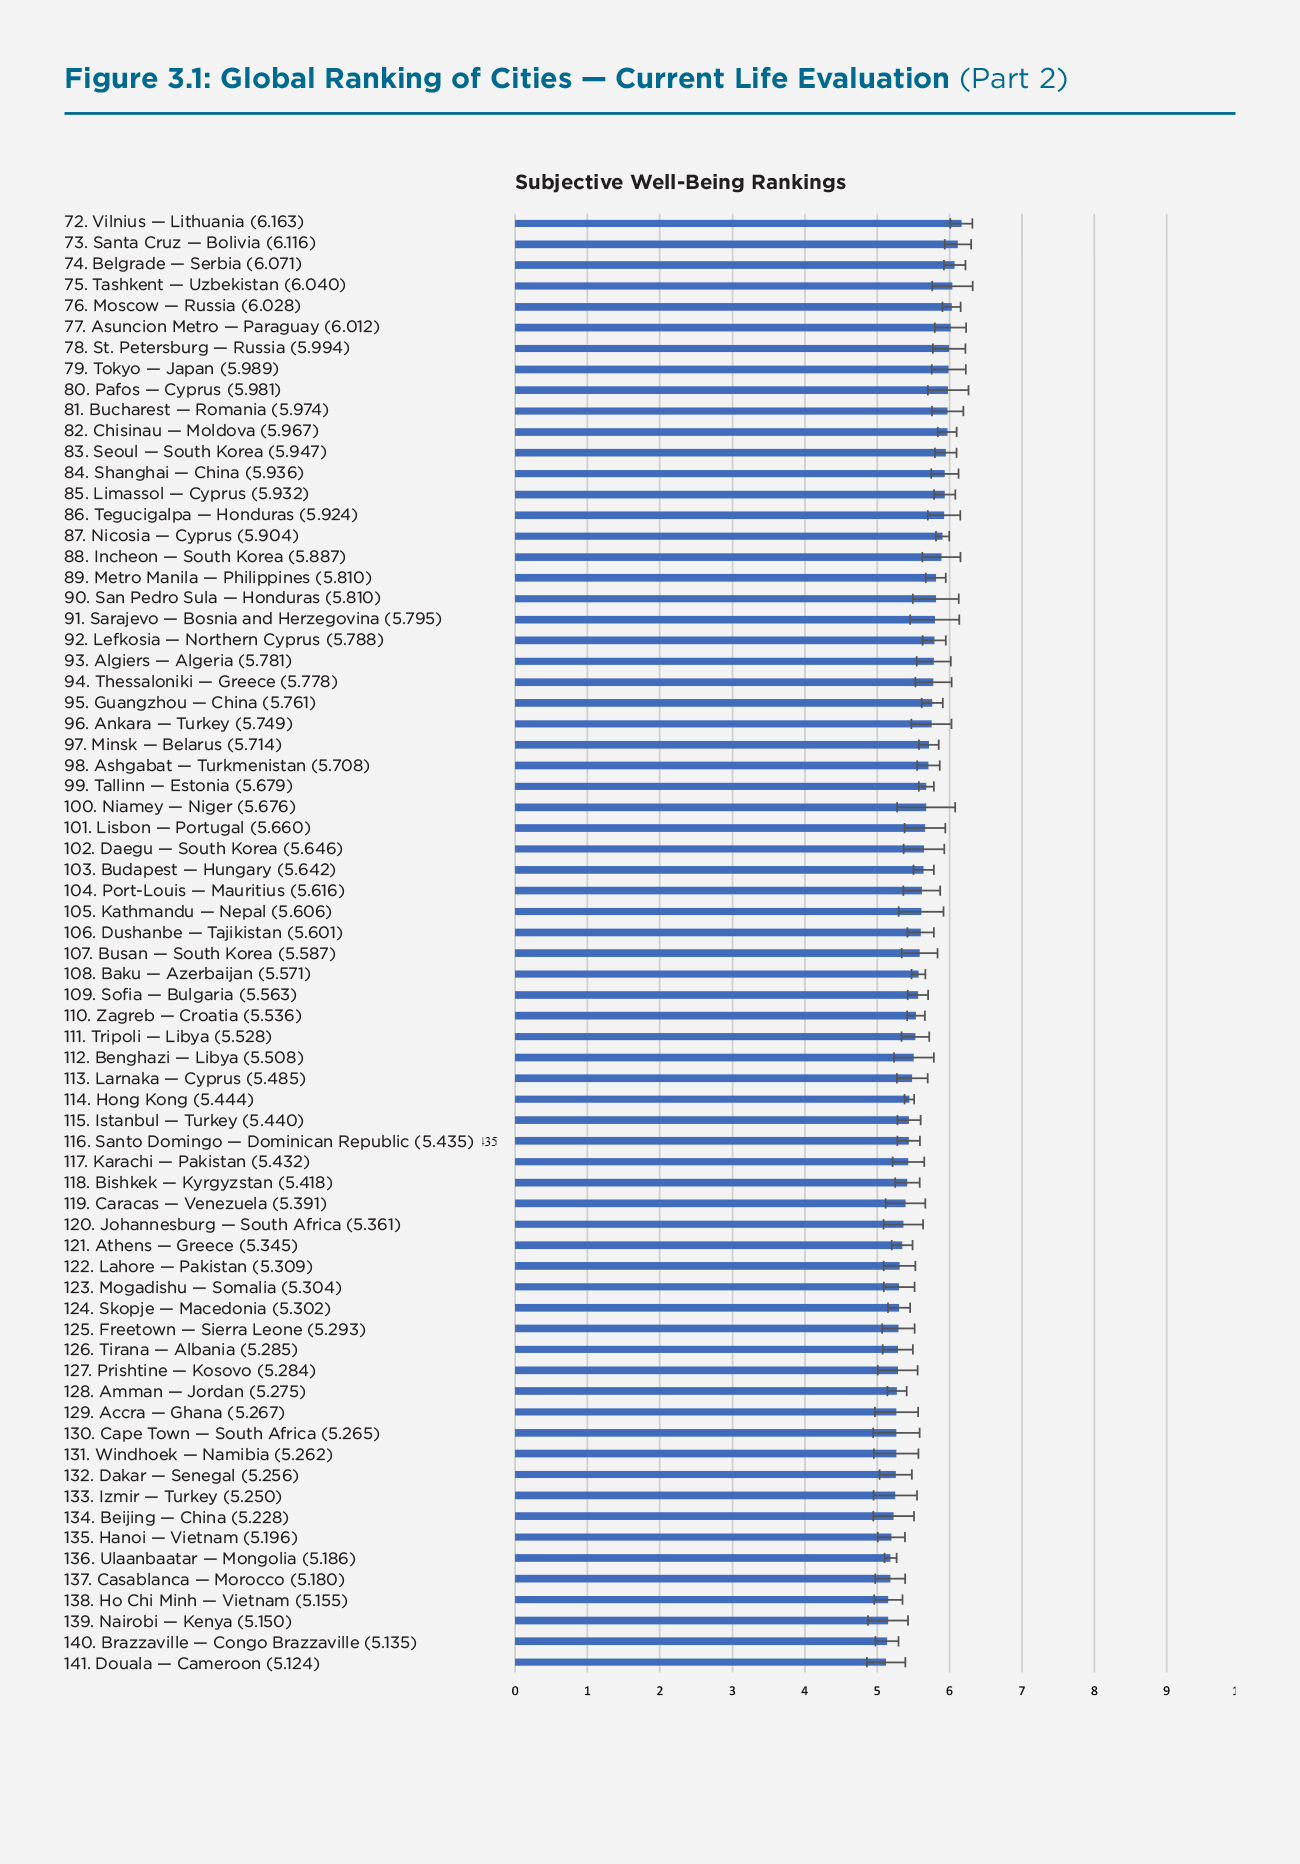 Figure 3.1: Global Ranking of Cities — Current Life Evaluation (Part 2)
Subjective Well-Being Rankings
72. Vilnius — Lithuania (6.163)
73. Santa Cruz — Bolivia (6.116)
74. Belgrade — Serbia (6.071)
75. Tashkent — Uzbekistan (6.040)
76. Moscow — Russia (6.028)
77. Asuncion Metro — Paraguay (6.012)
78. St. Petersburg — Russia (5.994)
79. Tokyo — Japan (5.989)
80. Pafos — Cyprus (5.981)
81. Bucharest — Romania (5.974)
82. Chisinau — Moldova (5.967)
83. Seoul — South Korea (5.947)
84. Shanghai — China (5.936)
85. Limassol — Cyprus (5.932)
86. Tegucigalpa — Honduras (5.924)
87. Nicosia — Cyprus (5.904)
88. Incheon — South Korea (5.887)
89. Metro Manila — Philippines (5.810)
90. San Pedro Sula — Honduras (5.810)
91. Sarajevo — Bosnia and Herzegovina (5.795)
92. Lefkosia — Northern Cyprus (5.788)
93. Algiers — Algeria (5.781)
94. Thessaloniki — Greece (5.778)
95. Guangzhou — China (5.761)
96. Ankara — Turkey (5.749)
97. Minsk — Belarus (5.714)
98. Ashgabat — Turkmenistan (5.708)
99. Tallinn — Estonia (5.679)
100. Niamey — Niger (5.676)
101. Lisbon — Portugal (5.660)
102. Daegu — South Korea (5.646)
103. Budapest — Hungary (5.642)
104. Port-Louis — Mauritius (5.616)
105. Kathmandu — Nepal (5.606)
106. Dushanbe — Tajikistan (5.601)
107. Busan — South Korea (5.587)
108. Baku — Azerbaijan (5.571)
109. Sofia — Bulgaria (5.563)
110. Zagreb — Croatia (5.536)
111. Tripoli — Libya (5.528)
112. Benghazi — Libya (5.508)
113. Larnaka — Cyprus (5.485)
114. Hong Kong (5.444)
115. Istanbul — Turkey (5.440)
116. Santo Domingo — Dominican Republic (5.435) 35
117. Karachi — Pakistan (5.432)
118. Bishkek — Kyrgyzstan (5.418)
119. Caracas — Venezuela (5.391)
120. Johannesburg — South Africa (5.361)
121. Athens — Greece (5.345)
122. Lahore — Pakistan (5.309)
123. Mogadishu — Somalia (5.304)
124. Skopje — Macedonia (5.302)
125. Freetown — Sierra Leone (5.293)
126. Tirana — Albania (5.285)
127. Prishtine — Kosovo (5.284)
128. Amman — Jordan (5.275)
129. Accra — Ghana (5.267)
130. Cape Town — South Africa (5.265)
131. Windhoek — Namibia (5.262)
132. Dakar — Senegal (5.256)
133. Izmir — Turkey (5.250)
134. Beijing — China (5.228)
135. Hanoi — Vietnam (5.196)
136. Ulaanbaatar — Mongolia (5.186)
137. Casablanca — Morocco (5.180)
138. Ho Chi Minh — Vietnam (5.155)
139. Nairobi — Kenya (5.150)
140. Brazzaville — Congo Brazzaville (5.135)
141. Douala — Cameroon (5.124)
0 1 2 3 4 5 6 7 8 9